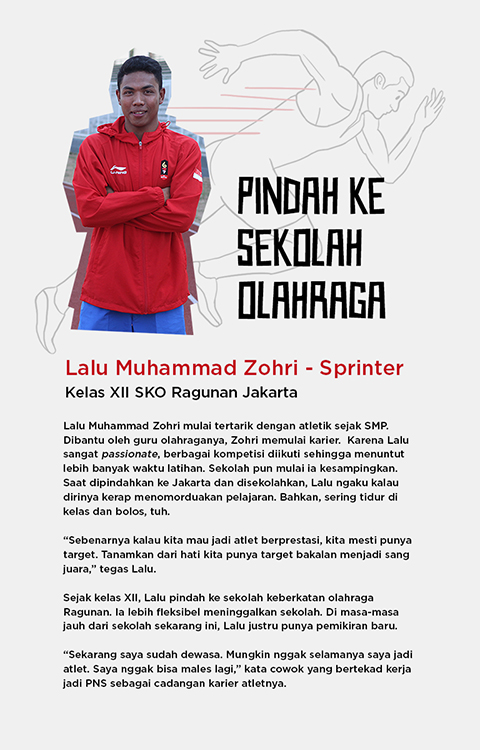 PINDAH KE
SEKOLAH
OLAHRAGA
Lalu Muhammad Zohri - Sprinter
Kelas XII SKO Ragunan Jakarta
Lalu Muhammad Zohri mulai tertarik dengan atletik sejak SMP.
Dibantu oleh guru olahraganya, Zohri memulai karier. Karena Lalu
sangat passionate, berbagai kompetisi diikuti sehingga menuntut
lebih banyak waktu latihan. Sekolah pun mulai ia kesampingkan.
Saat dipindahkan ke Jakarta dan disekolahkan, Lalu ngaku kalau
dirinya kerap menomorduakan pelajaran. Bahkan, sering tidur di
kelas dan bolos, tuh.
“Sebenarnya kalau kita mau jadi atlet berprestasi, kita mesti punya
target. Tanamkan dari hati kita punya target bakalan menjadi sang
juara,” tegas Lalu.
Sejak kelas XII, Lalu pindah ke sekolah keberkatan olahraga
Ragunan. Ia lebih fleksibel meninggalkan sekolah. Di masa-masa
jauh dari sekolah sekarang ini, Lalu justru punya pemikiran baru.
“Sekarang saya sudah dewasa. Mungkin nggak selamanya saya jadi
atlet. Saya nggak bisa males lagi,” kata cowok yang bertekad kerja
jadi PNS sebagai cadangan karier atletnya.